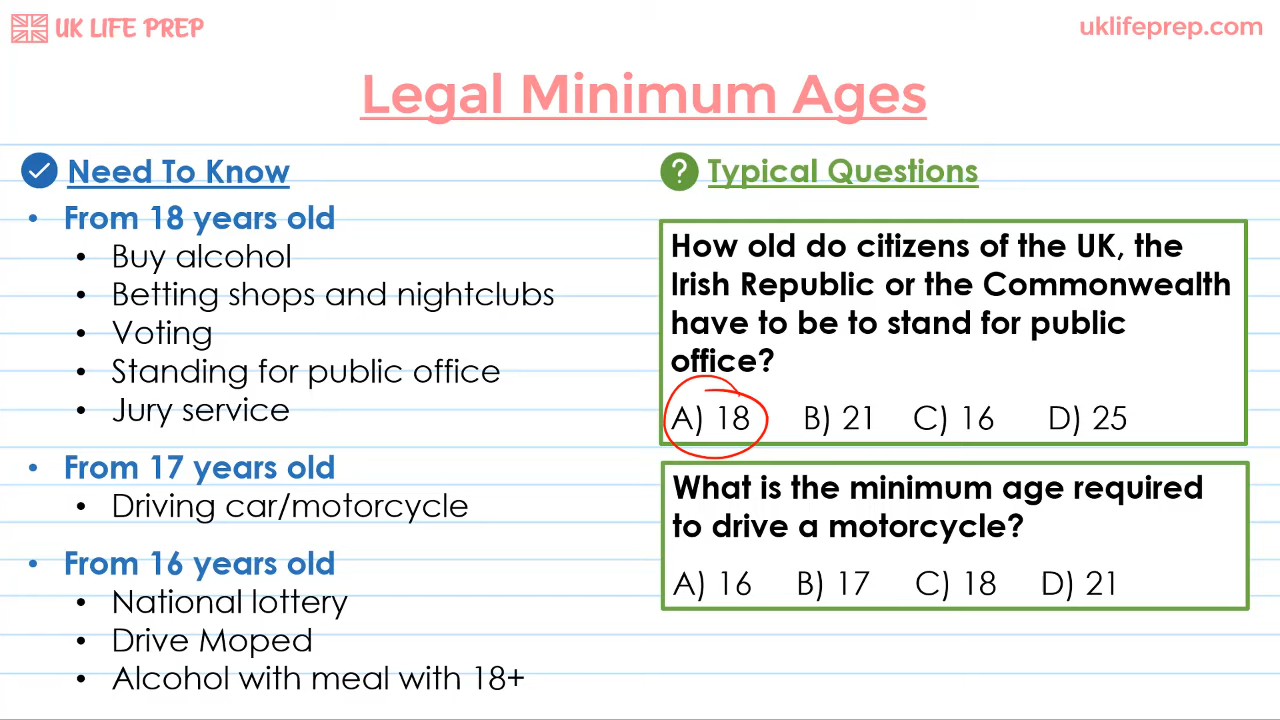 UK LIFE PREP
uklifeprep.com
Legal Minimum Ages
Need To Know
• From 18 years old
• Buy alcohol
• Betting shops and nightclubs
• Voting
• Standing for public office
• Jury service
• From 17 years old
• Driving car/motorcycle
• From 16 years old
• National lottery
• Drive Moped
• Alcohol with meal with 18+
? Typical Questions
How old do citizens of the UK, the
Irish Republic or the Commonwealth
have to be to stand for public
office?
A) 18 B) 21 C) 16 D) 25
What is the minimum age required
to drive a motorcycle?
A) 16 B) 17 C) 18 D) 21